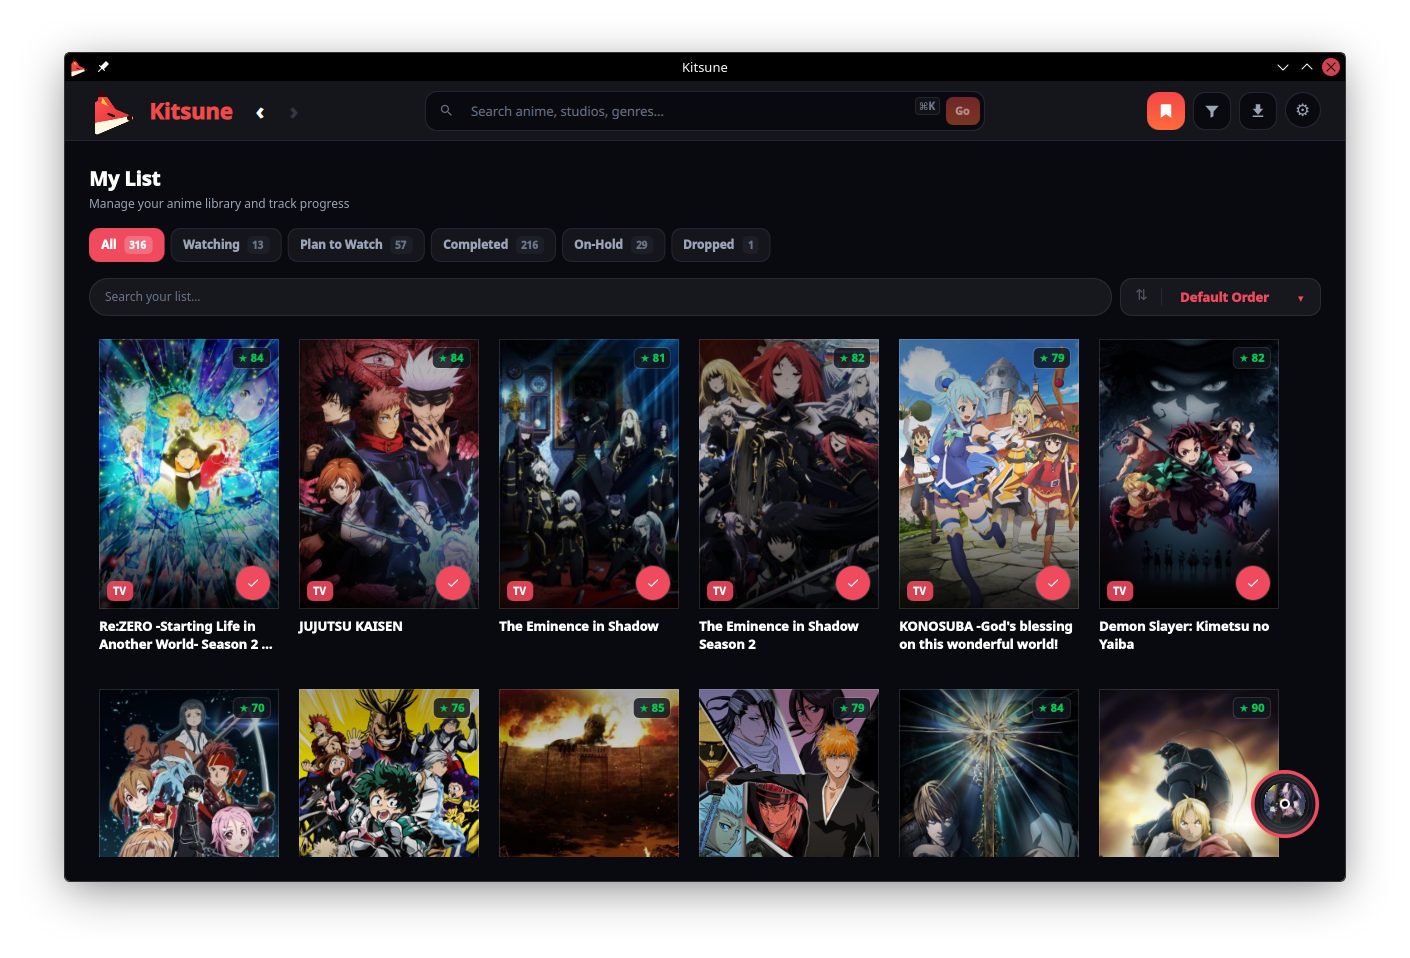 Kitsune
Kitsune
Search anime, studios, genres...
⌘K
Go
My List
Manage your anime library and track progress
All 316
Watching 13
Plan to Watch 57
Completed 216
On-Hold 29
Dropped 1
Search your list...
Default Order
★ 84
★ 84
★ 81
★ 82
★ 79
★ 82
TV
TV
TV
TV
TV
TV
Re:ZERO -Starting Life in
Another World- Season 2 ...
JUJUTSU KAISEN
The Eminence in Shadow
The Eminence in Shadow
Season 2
KONOSUBA -God's blessing
on this wonderful world!
Demon Slayer: Kimetsu no
Yaiba
★ 70
★ 76
★ 85
★ 79
★ 84
★ 90